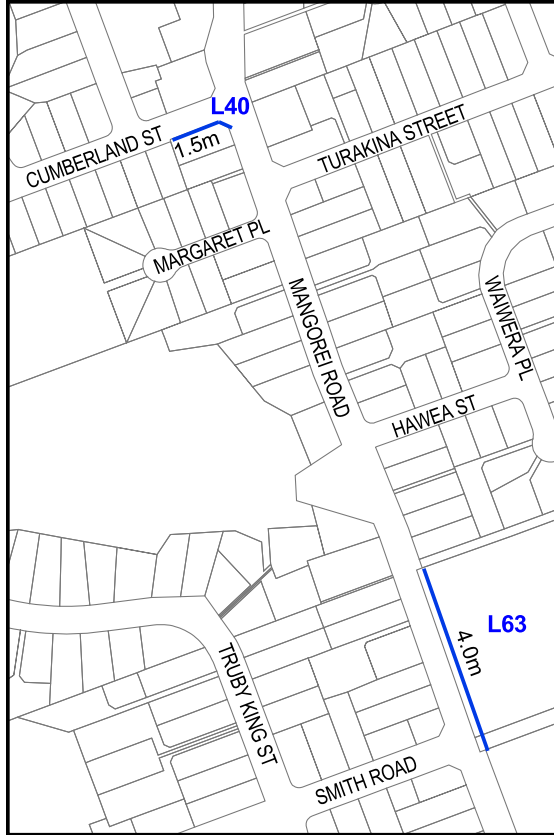 L40
1.5m
CUMBERLAND ST
TURAKINA STREET
MARGARET PL
MANGOREI ROAD
WAIWERA PL
HAWEA ST
L63
4.0m
TRUBY KING ST
SMITH ROAD